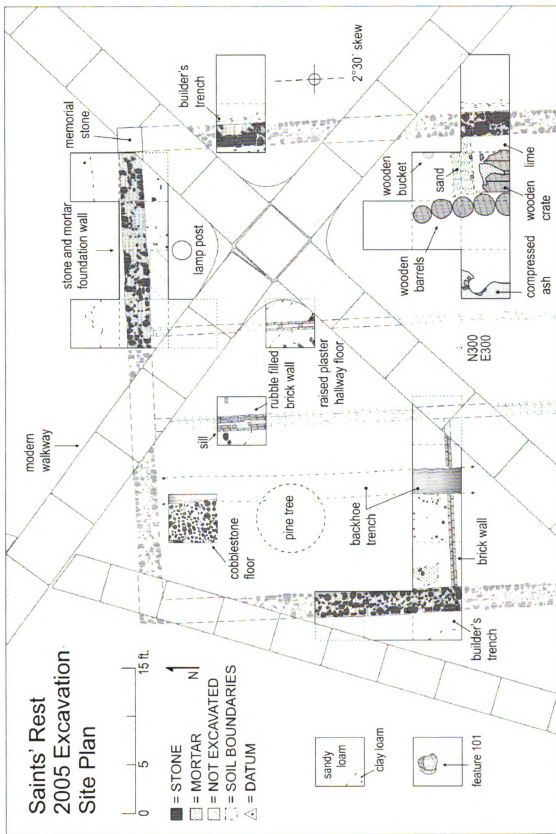 Saints' Rest
2005 Excavation
Site Plan
0 5 10 15 ft.
N
= STONE
= MORTAR
= NOT EXCAVATED
= SOIL BOUNDARIES
= DATUM
sandy
loam
clay loam
feature 101
modern
walkway
stone and mortar
foundation wall
memorial
stone
lamp post
builder's
trench
2°30´ skew
cobblestone
floor
sill
rubble filled
brick wall
raised plaster
hallway floor
pine tree
backhoe
trench
brick wall
builder's
trench
N300
E300
wooden
barrels
wooden
bucket
sand
compressed
ash
wooden
crate
lime